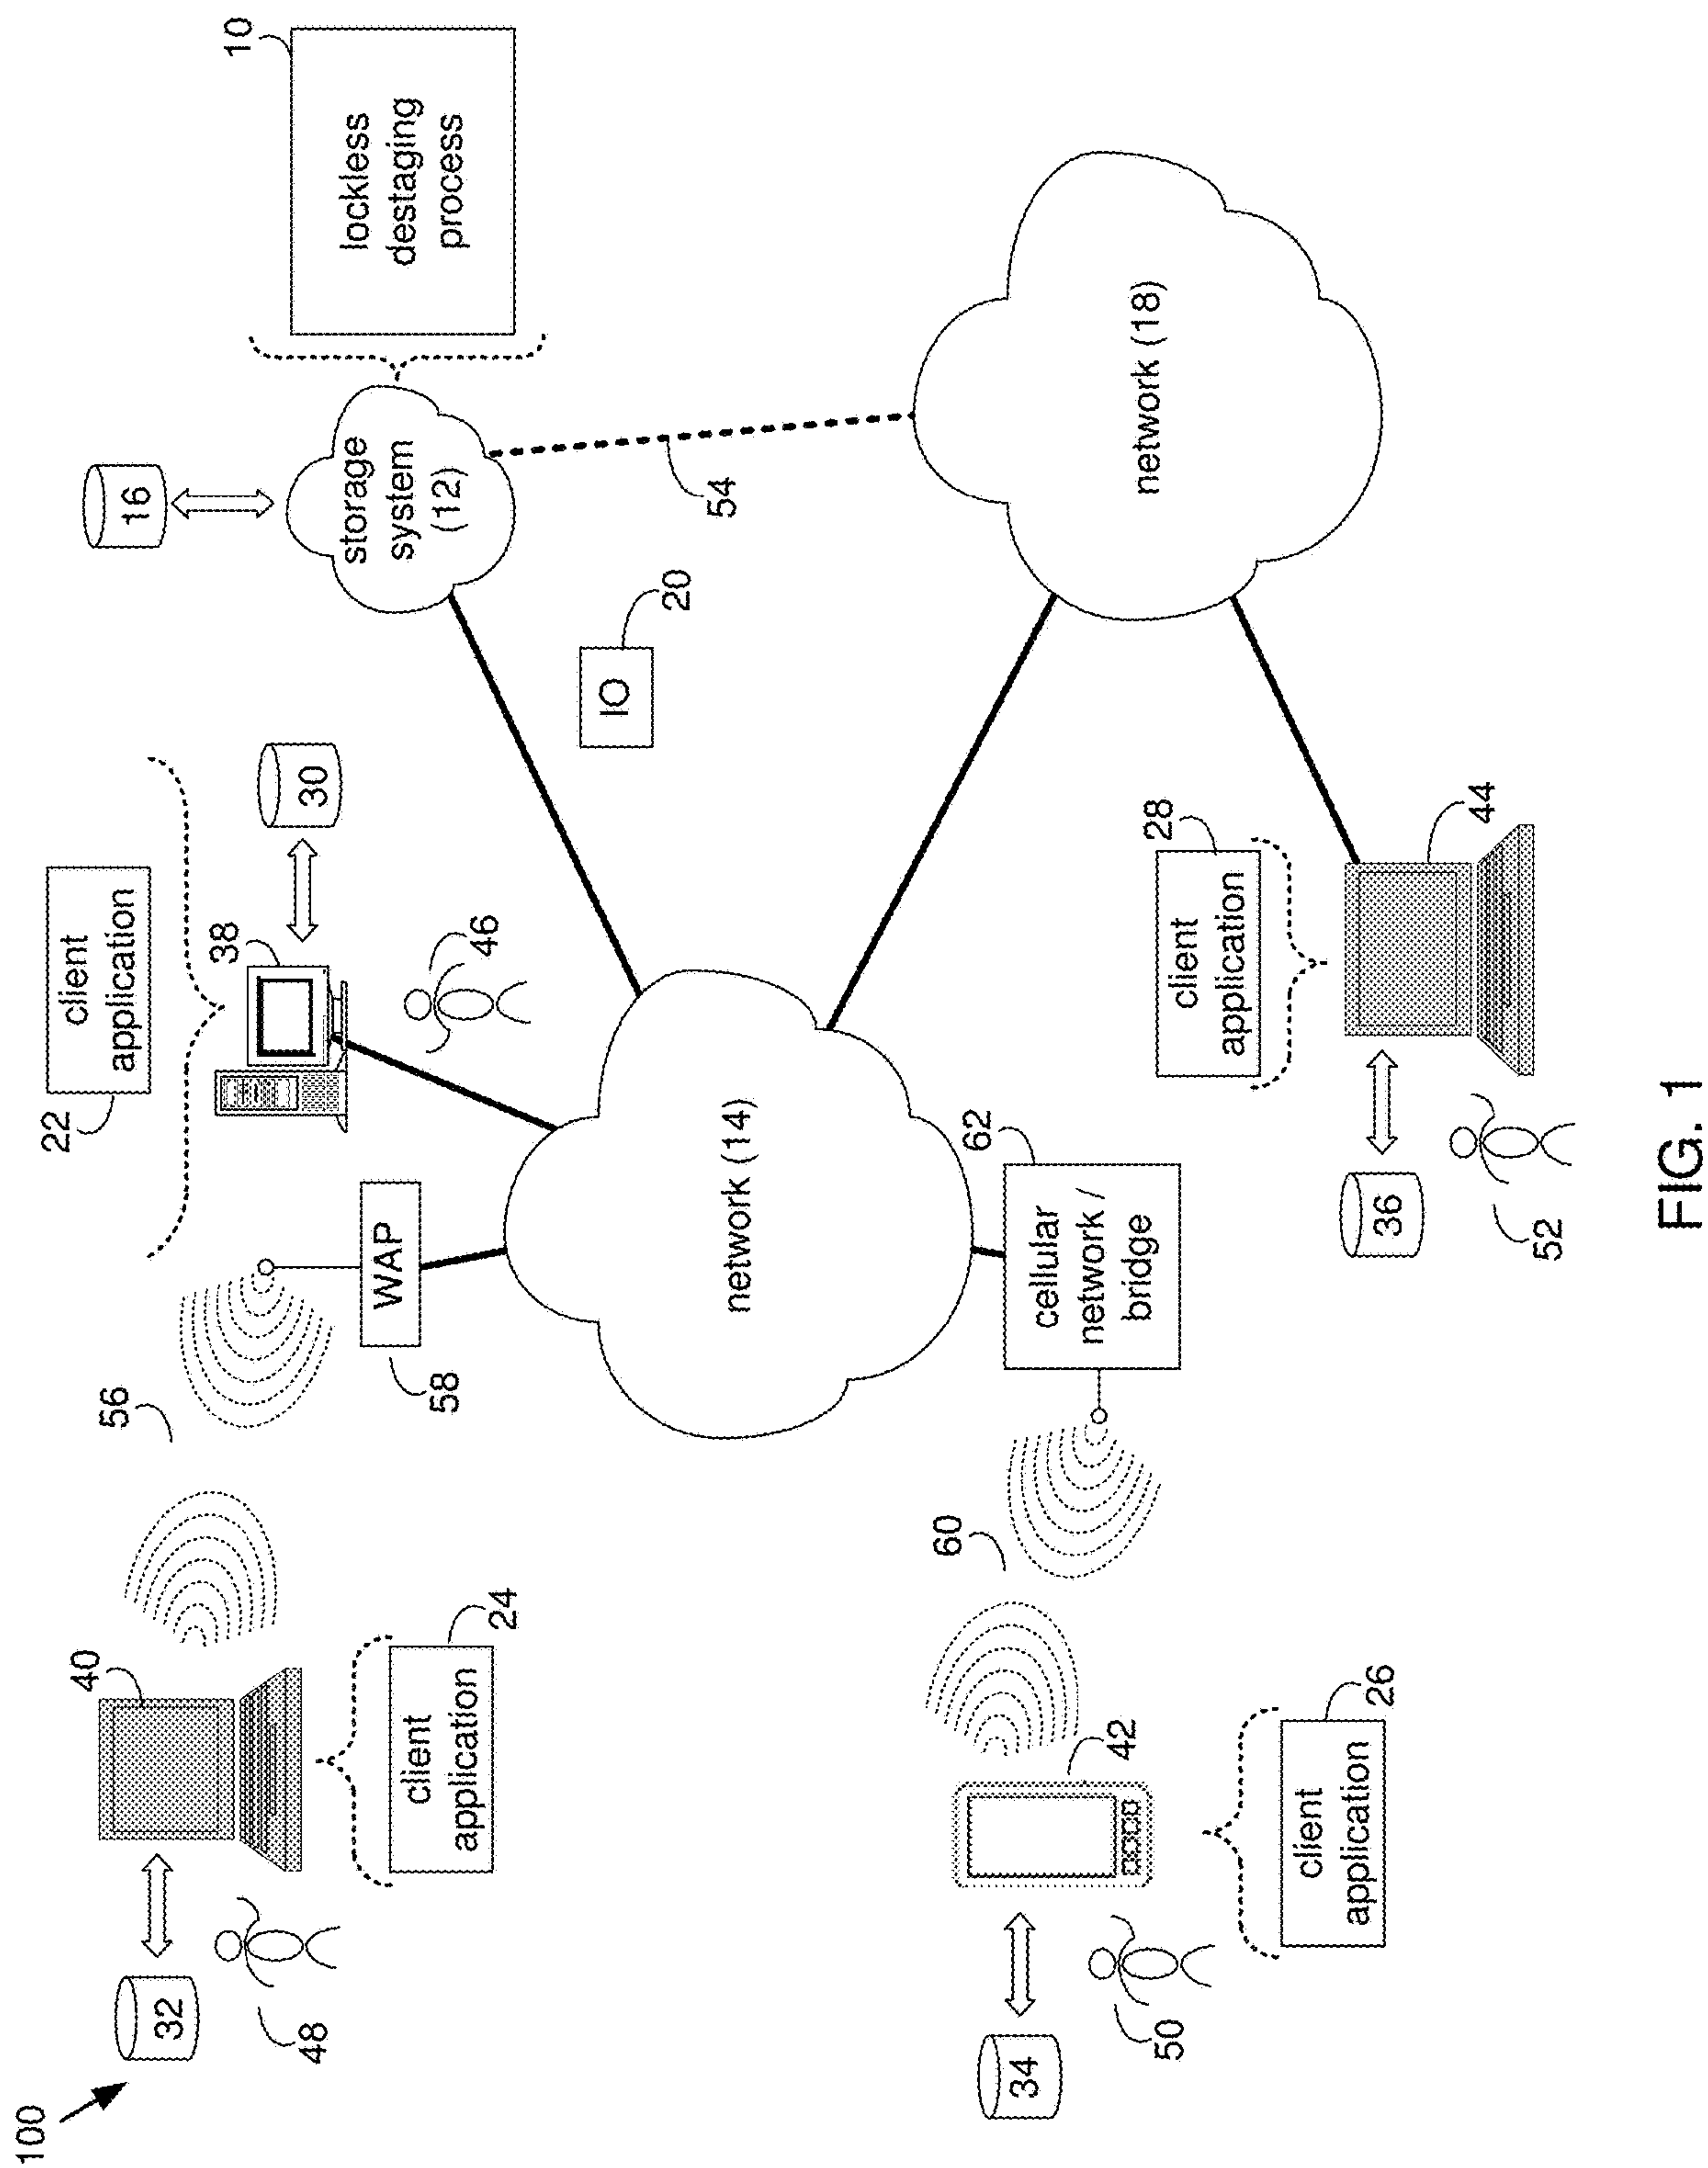 100
32
48
40
24
client
application
56
58
WAP
22
client
application
38
30
46
16
storage
system
(12)
10
lockless
destaging
process
IO
20
54
network (14)
network (18)
34
50
42
26
client
application
60
62
cellular
network /
bridge
36
52
28
client
application
44
FIG. 1